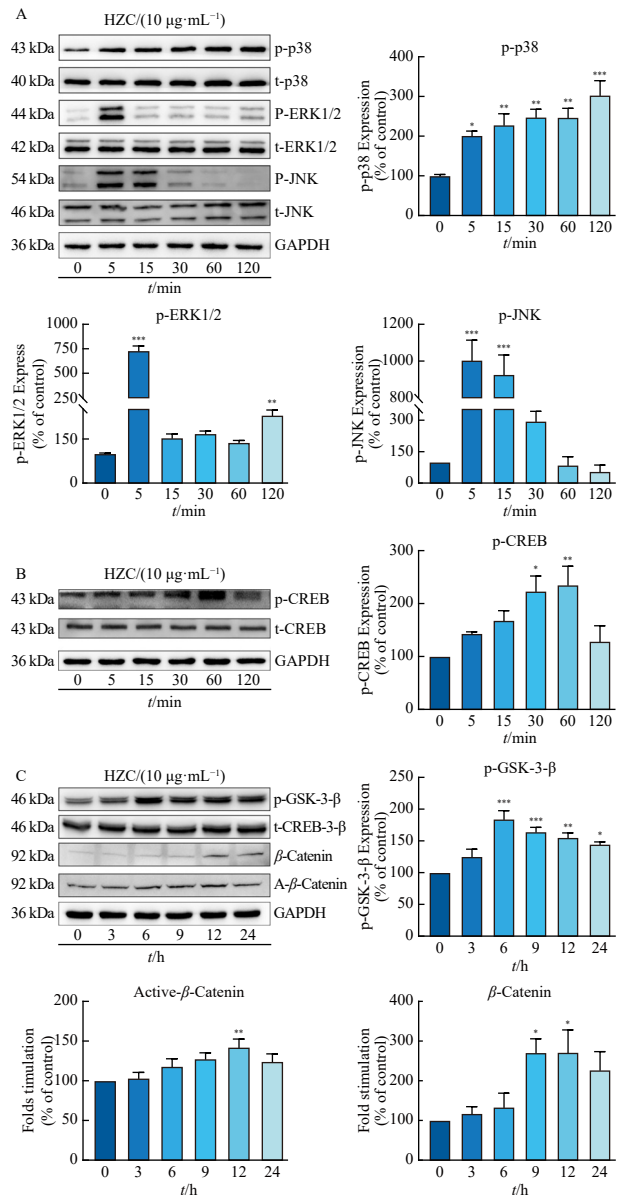 A
HZC/(10 μg·mL⁻¹)
43 kDa p-p38
40 kDa t-p38
44 kDa P-ERK1/2
42 kDa t-ERK1/2
54 kDa P-JNK
46 kDa t-JNK
36 kDa GAPDH
0 5 15 30 60 120
t/min
p-p38
p-p38 Expression
(% of control)
400
300
200
100
0
* ** ** ** ***
0 5 15 30 60 120
t/min
p-ERK1/2
p-ERK1/2 Express
(% of control)
1000
750
500
250
150
0
*** **
0 5 15 30 60 120
t/min
p-JNK
p-JNK Expression
(% of control)
1200
1000
800
300
150
0
*** ***
0 5 15 30 60 120
t/min
B
HZC/(10 μg·mL⁻¹)
43 kDa p-CREB
43 kDa t-CREB
36 kDa GAPDH
0 5 15 30 60 120
t/min
p-CREB
p-CREB Expression
(% of control)
300
200
100
0
* **
0 5 15 30 60 120
t/min
C
HZC/(10 μg·mL⁻¹)
46 kDa p-GSK-3-β
46 kDa t-CREB-3-β
92 kDa β-Catenin
92 kDa A-β-Catenin
36 kDa GAPDH
0 3 6 9 12 24
t/h
p-GSK-3-β
p-GSK-3-β Expression
(% of control)
250
200
150
100
50
0
*** *** ** *
0 3 6 9 12 24
t/h
Active-β-Catenin
Folds timulation
(% of control)
200
150
100
50
0
**
0 3 6 9 12 24
t/h
β-Catenin
Fold stimulation
(% of control)
400
300
200
100
0
* *
0 3 6 9 12 24
t/h